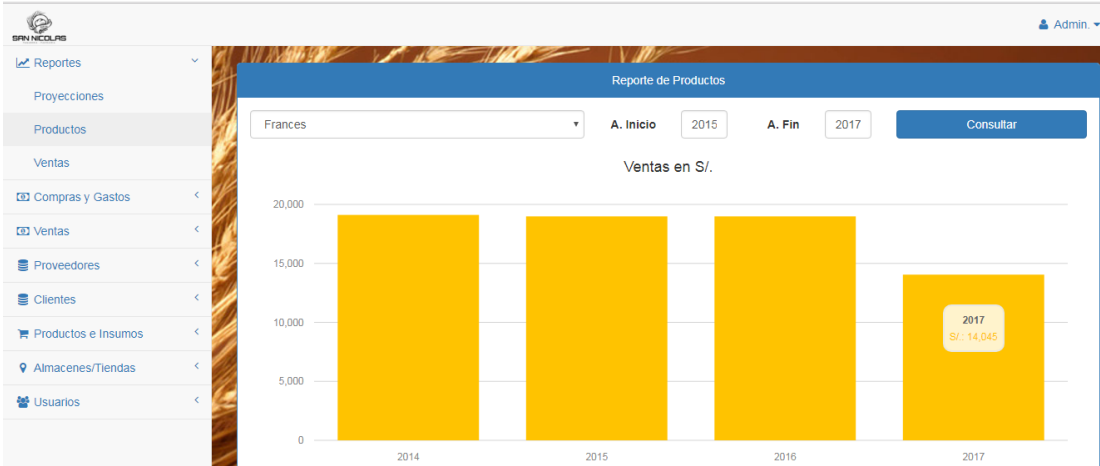 SAN NICOLAS
Admin.
Reportes
Proyecciones
Productos
Ventas
Compras y Gastos
Ventas
Proveedores
Clientes
Productos e Insumos
Almacenes/Tiendas
Usuarios
Reporte de Productos
Frances A. Inicio 2015 A. Fin 2017 Consultar
Ventas en S/.
20,000
15,000
10,000
5,000
0
2017
S/.: 14,045
2014 2015 2016 2017